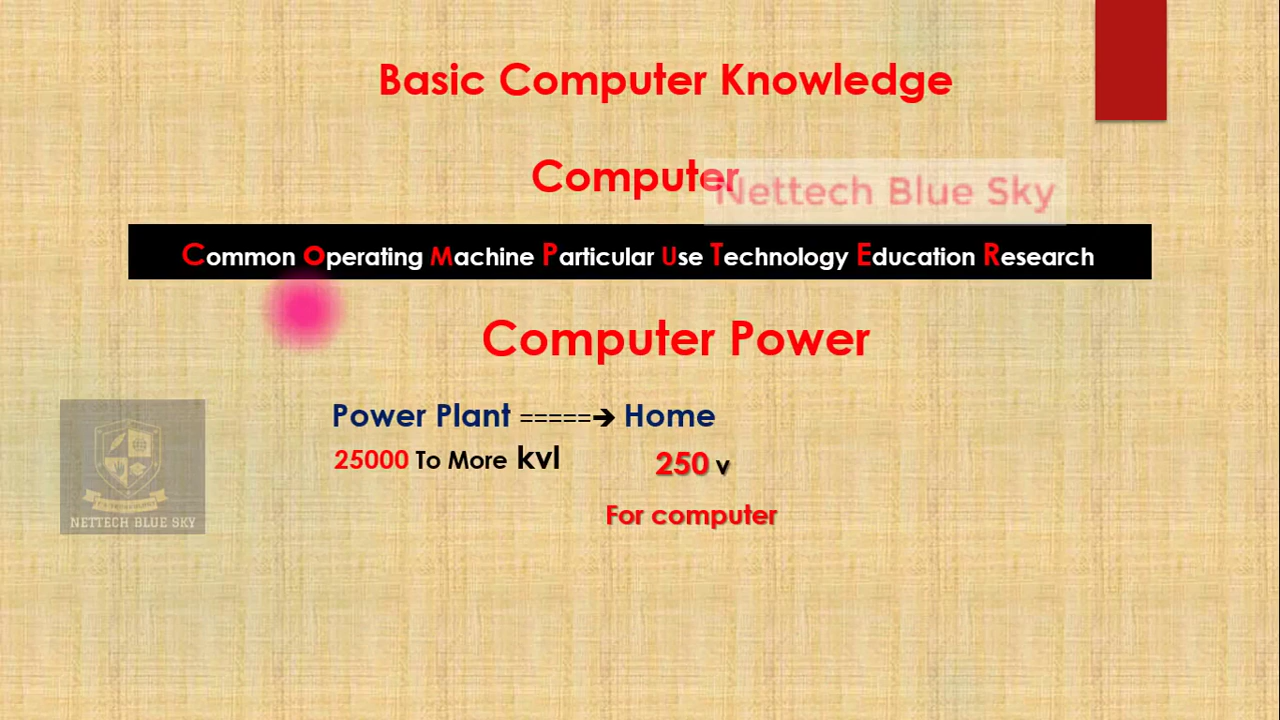 Basic Computer Knowledge
Computer
Nettech Blue Sky
Common operating Machine Particular Use Technology Education Research
Computer Power
Power Plant =====➔ Home
25000 To More kvl
250 v
For computer
NETTECH BLUE SKY